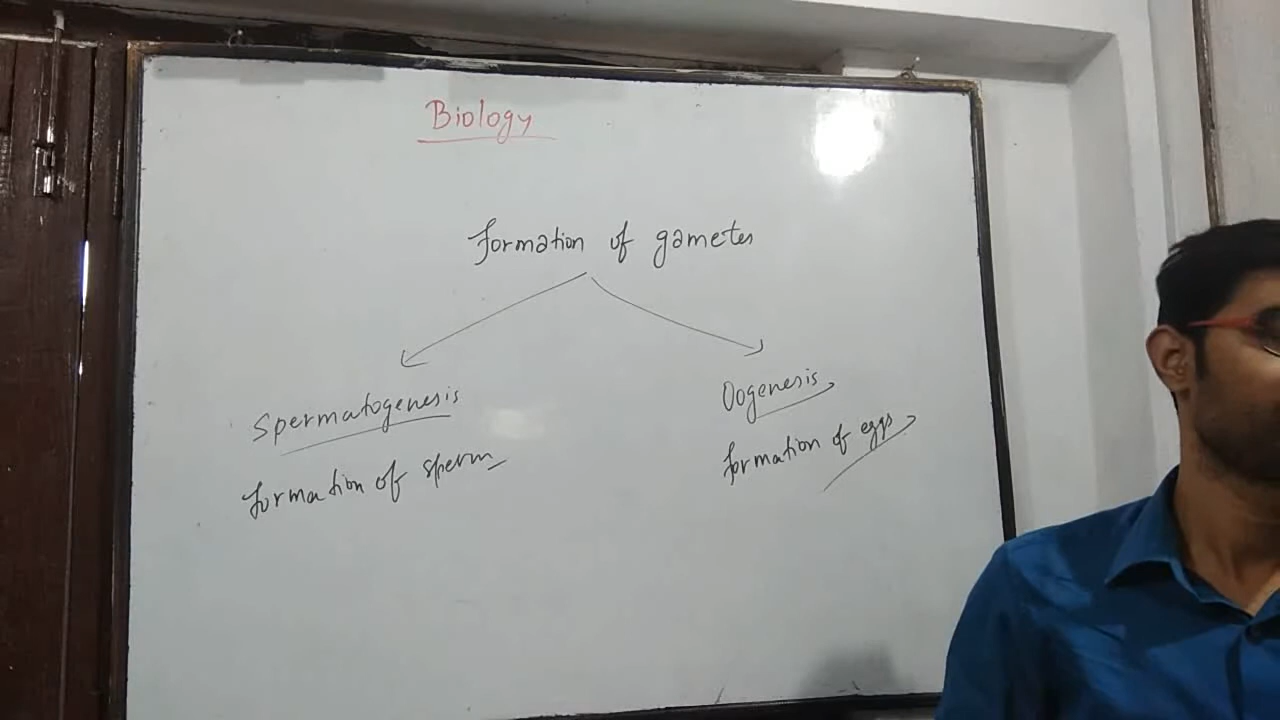 Biology
formation of gametes
Spermatogenesis
formation of sperm
Oogenesis
formation of eggs